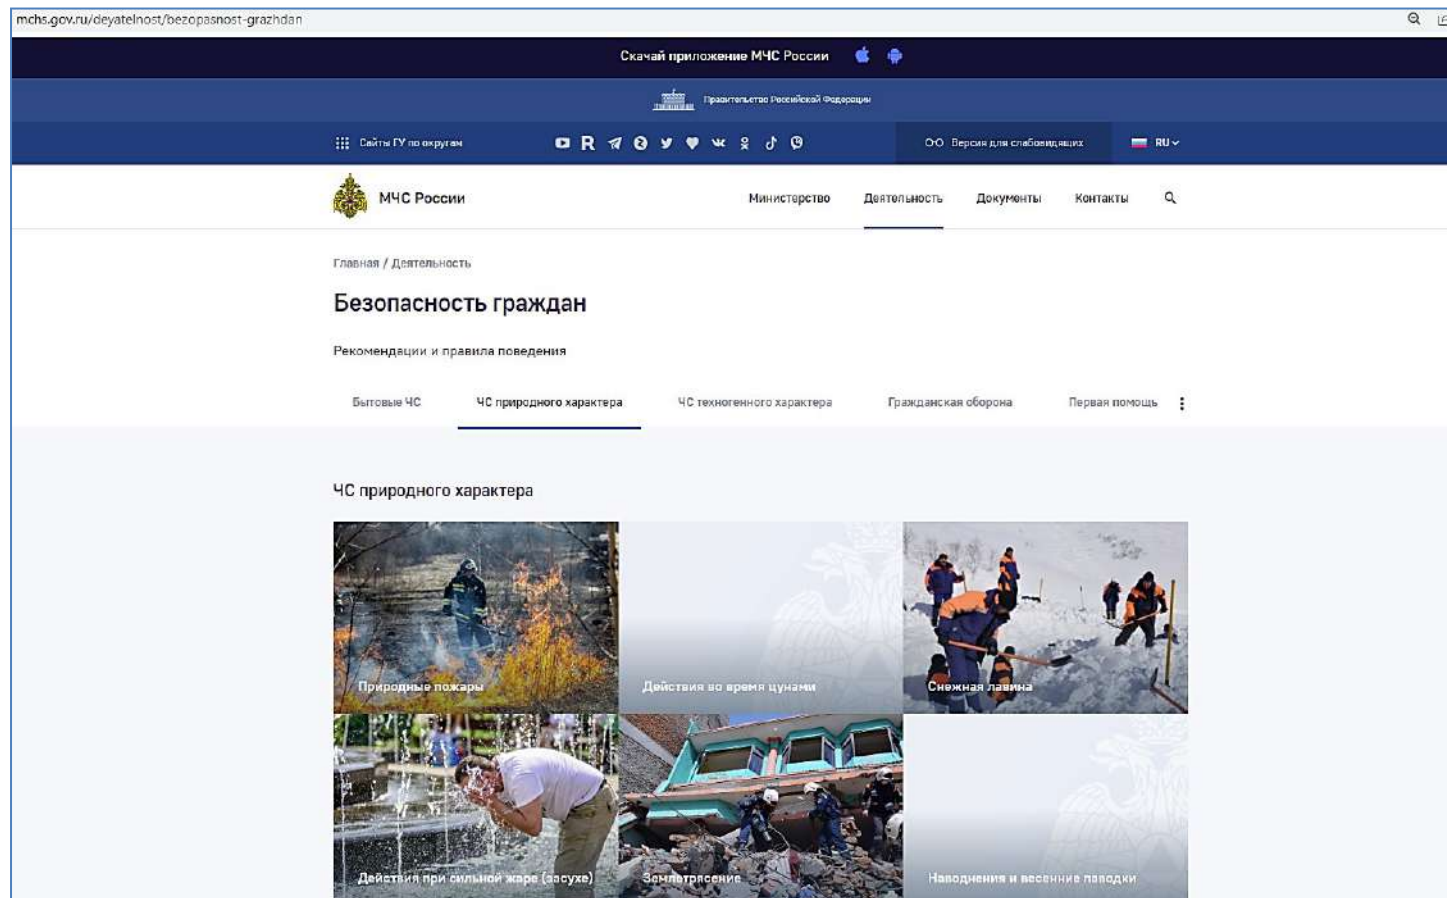 mchs.gov.ru/deyatelnost/bezopasnost-grazhdan
Скачай приложение МЧС России
Правительство Российской Федерации
Сайты ГУ по округам
Версия для слабовидящих
RU
МЧС России
Министерство Деятельность Документы Контакты
Главная / Деятельность
Безопасность граждан
Рекомендации и правила поведения
Бытовые ЧС ЧС природного характера ЧС техногенного характера Гражданская оборона Первая помощь
ЧС природного характера
Природные пожары
Действия во время цунами
Снежная лавина
Действия при сильной жаре (засухе)
Землетрясение
Наводнения и весенние паводки